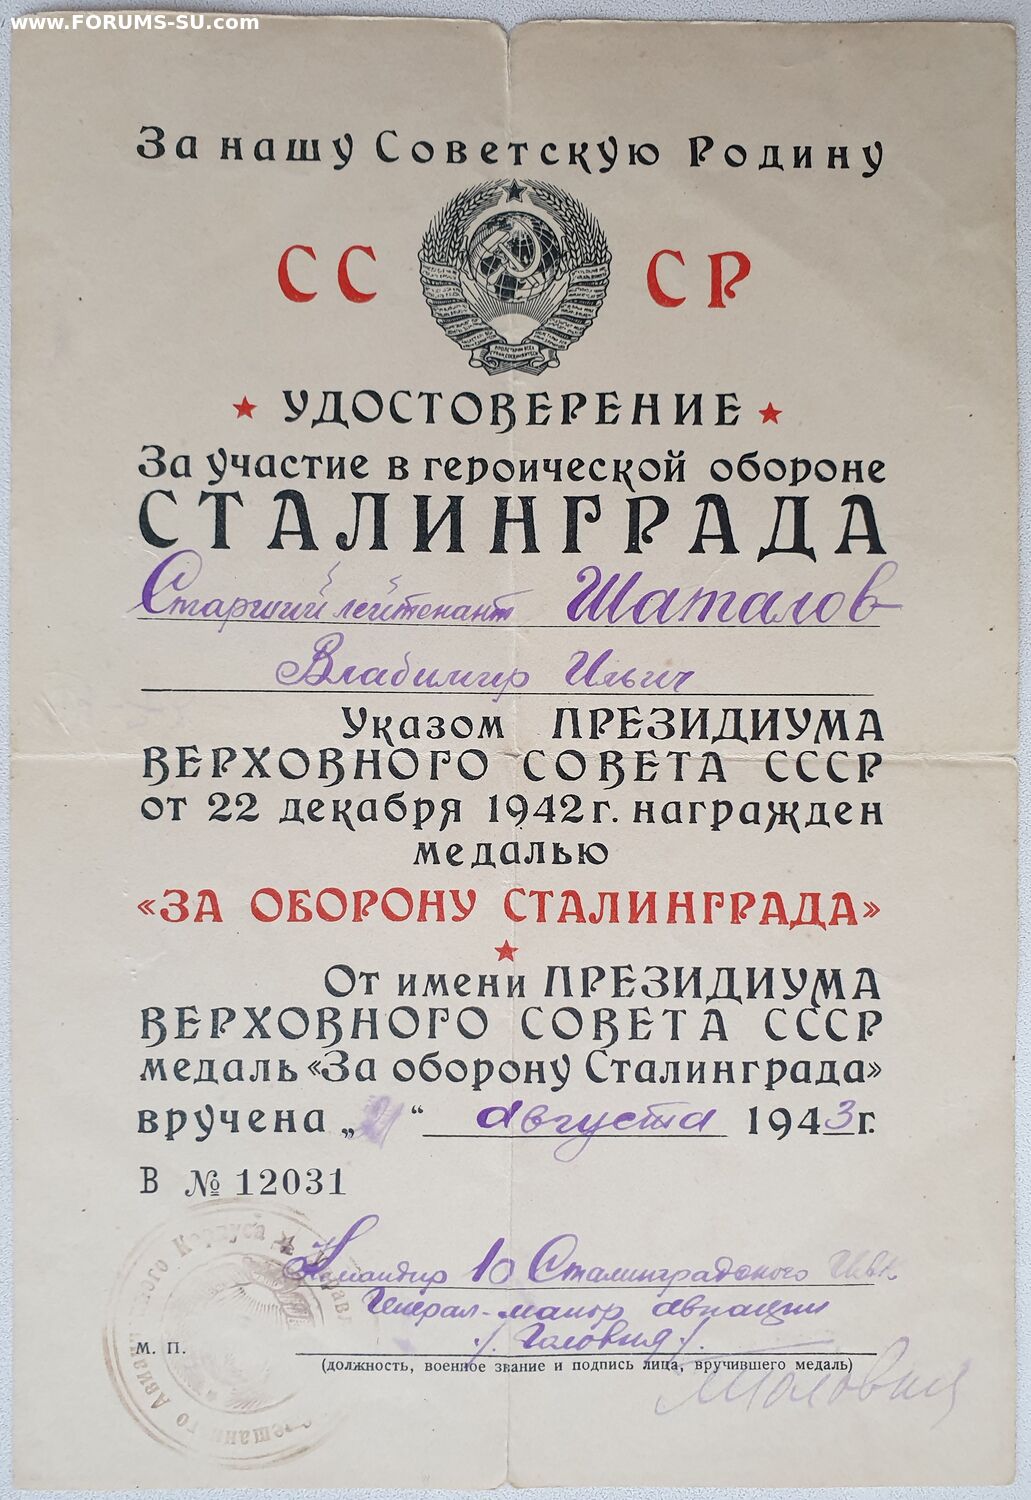 www.FORUMS-SU.com
За нашу Советскую Родину
СС СР
УДОСТОВЕРЕНИЕ
За участие в героической обороне
СТАЛИНГРАДА
Старший лейтенант Шаталов
Владимир Ильич
Указом ПРЕЗИДИУМА
ВЕРХОВНОГО СОВЕТА СССР
от 22 декабря 1942 г. награжден
медалью
«ЗА ОБОРОНУ СТАЛИНГРАДА»
От имени ПРЕЗИДИУМА
ВЕРХОВНОГО СОВЕТА СССР
медаль «За оборону Сталинграда»
вручена „21“ августа 1943 г.
В № 12031
Командир 10 Сталинградского
Генерал-майор авиации
/Головня/
М. П.
(должность, военное звание и подпись лица, вручившего медаль)
Головня
Корпуса